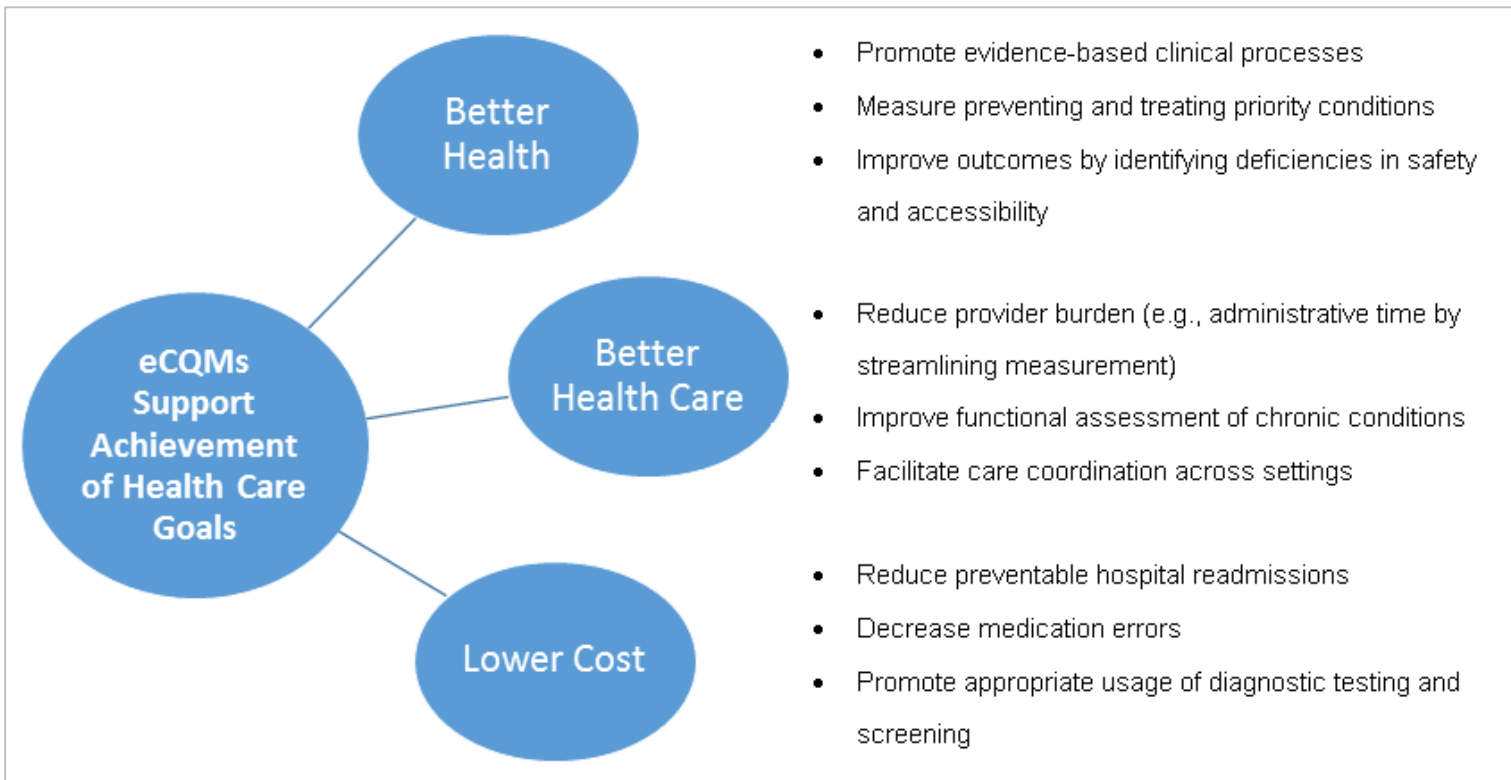 Better
Health
• Promote evidence-based clinical processes
• Measure preventing and treating priority conditions
• Improve outcomes by identifying deficiencies in safety
and accessibility
eCQMs
Support
Achievement
of Health Care
Goals
Better
Health Care
• Reduce provider burden (e.g., administrative time by
streamlining measurement)
• Improve functional assessment of chronic conditions
• Facilitate care coordination across settings
Lower Cost
• Reduce preventable hospital readmissions
• Decrease medication errors
• Promote appropriate usage of diagnostic testing and
screening